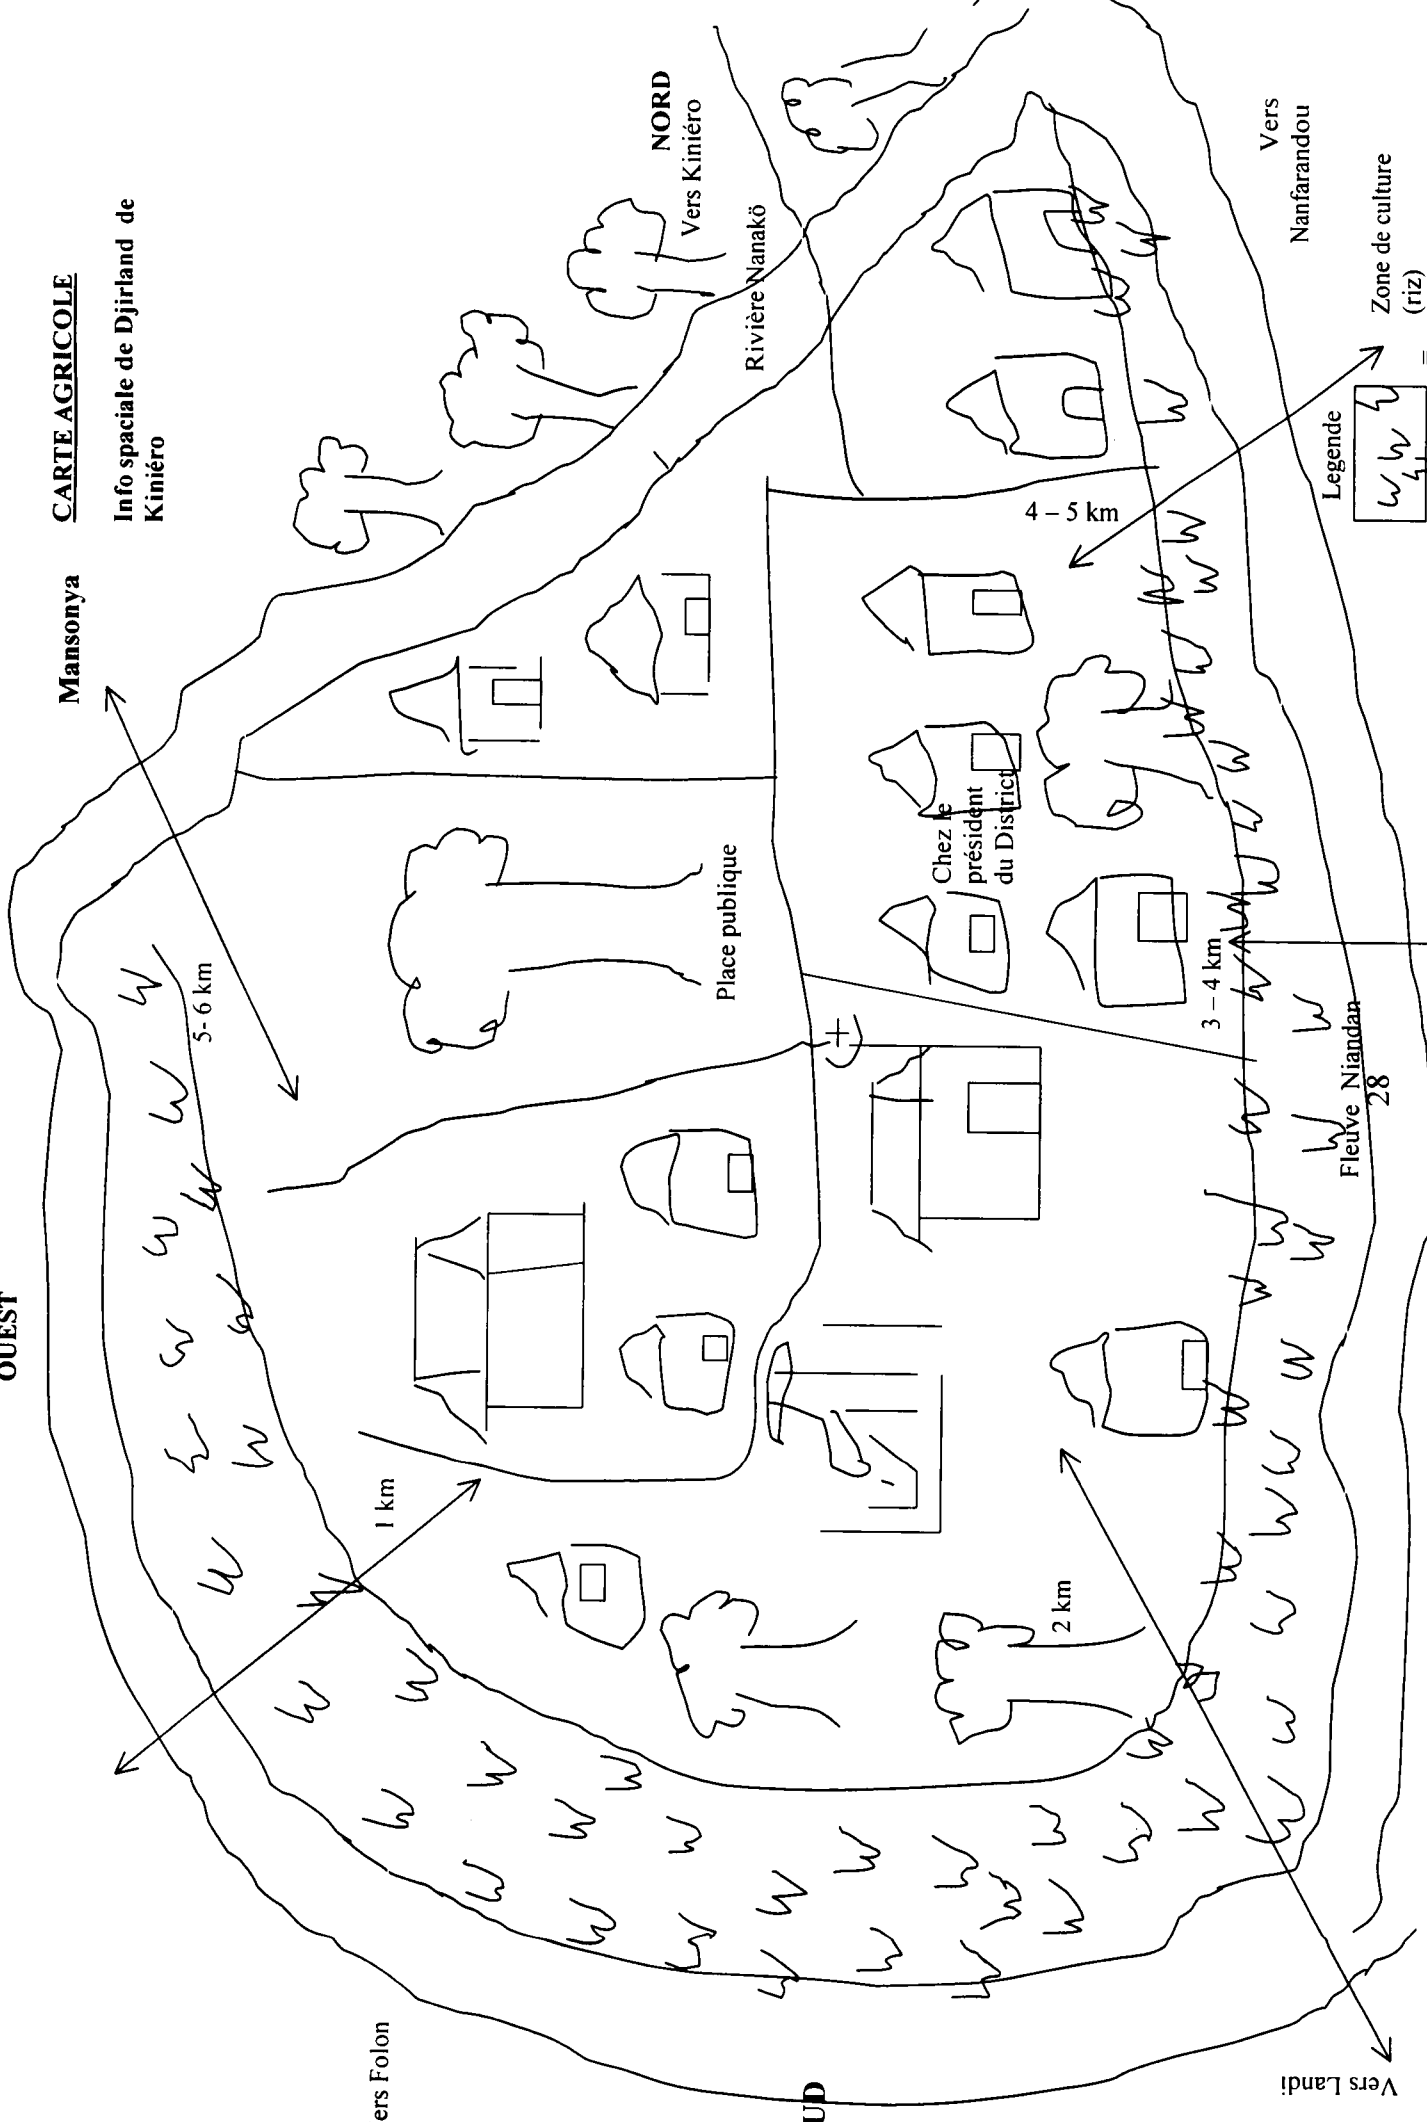 OUEST
Mansonya
CARTE AGRICOLE
Info spaciale de Djirland de
Kiniéro
NORD
Vers Kiniéro
Rivière Nanakö
5- 6 km
Place publique
1 km
ers Folon
UD
Chez le
président
du District
4 – 5 km
3 – 4 km
2 km
Vers Landi
Fleuve Niandan
28
Vers
Nanfarandou
Legende
= Zone de culture
(riz)